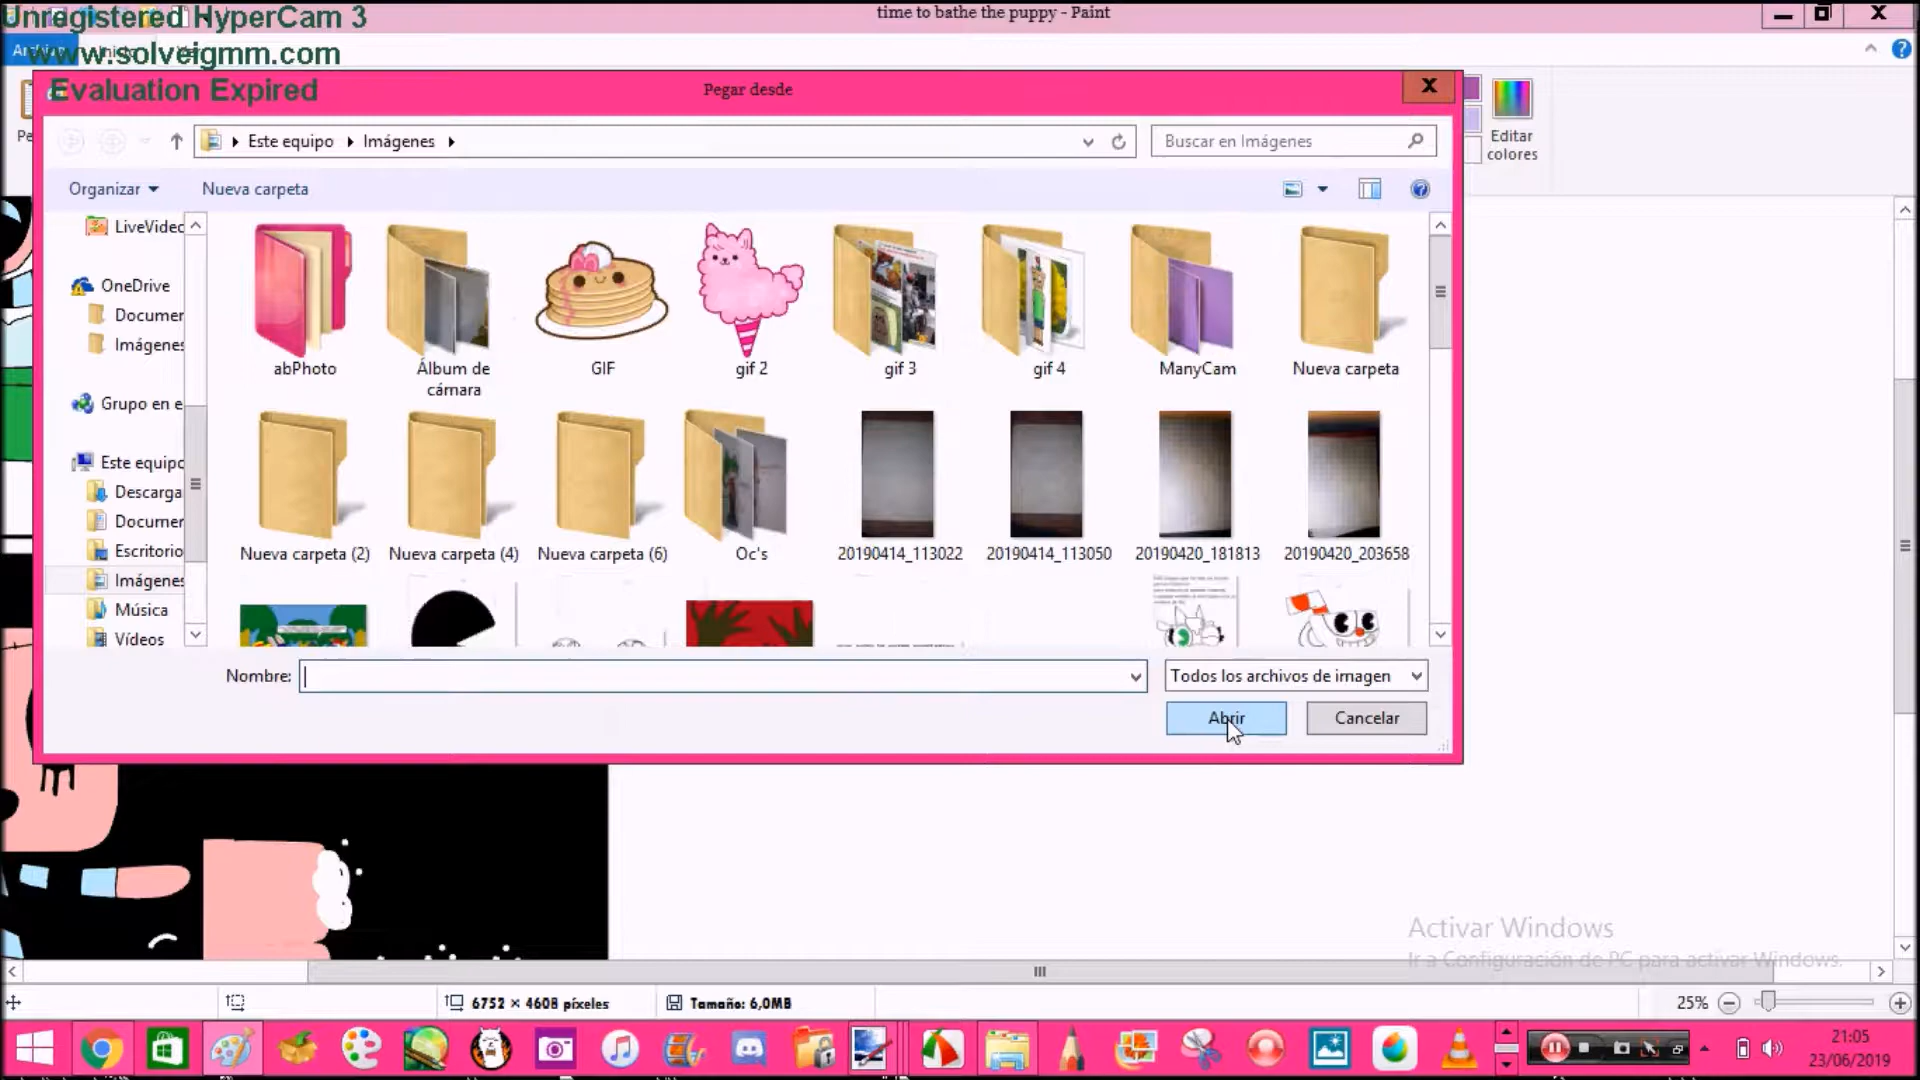 Unregistered HyperCam 3
time to bathe the puppy - Paint
www.solveigmm.com
Evaluation Expired
Pegar desde
Este equipo
Imágenes
Buscar en Imágenes
Editar
colores
Organizar
Nueva carpeta
LiveVidec
OneDrive
Documer
Imágenes
Grupo en e
Este equipo
Descarga
Documer
Escritorio
Imágenes
Música
Vídeos
abPhoto
Álbum de
cámara
GIF
gif 2
gif 3
gif 4
ManyCam
Nueva carpeta
Nueva carpeta (2)
Nueva carpeta (4)
Nueva carpeta (6)
Oc's
20190414_113022
20190414_113050
20190420_181813
20190420_203658
Nombre:
Todos los archivos de imagen
Abrir
Cancelar
Activar Windows
Ir a Configuración de PC para activar Windows.
6752 × 4608 píxeles
Tamaño: 6,0MB
25%
21:05
23/06/2019